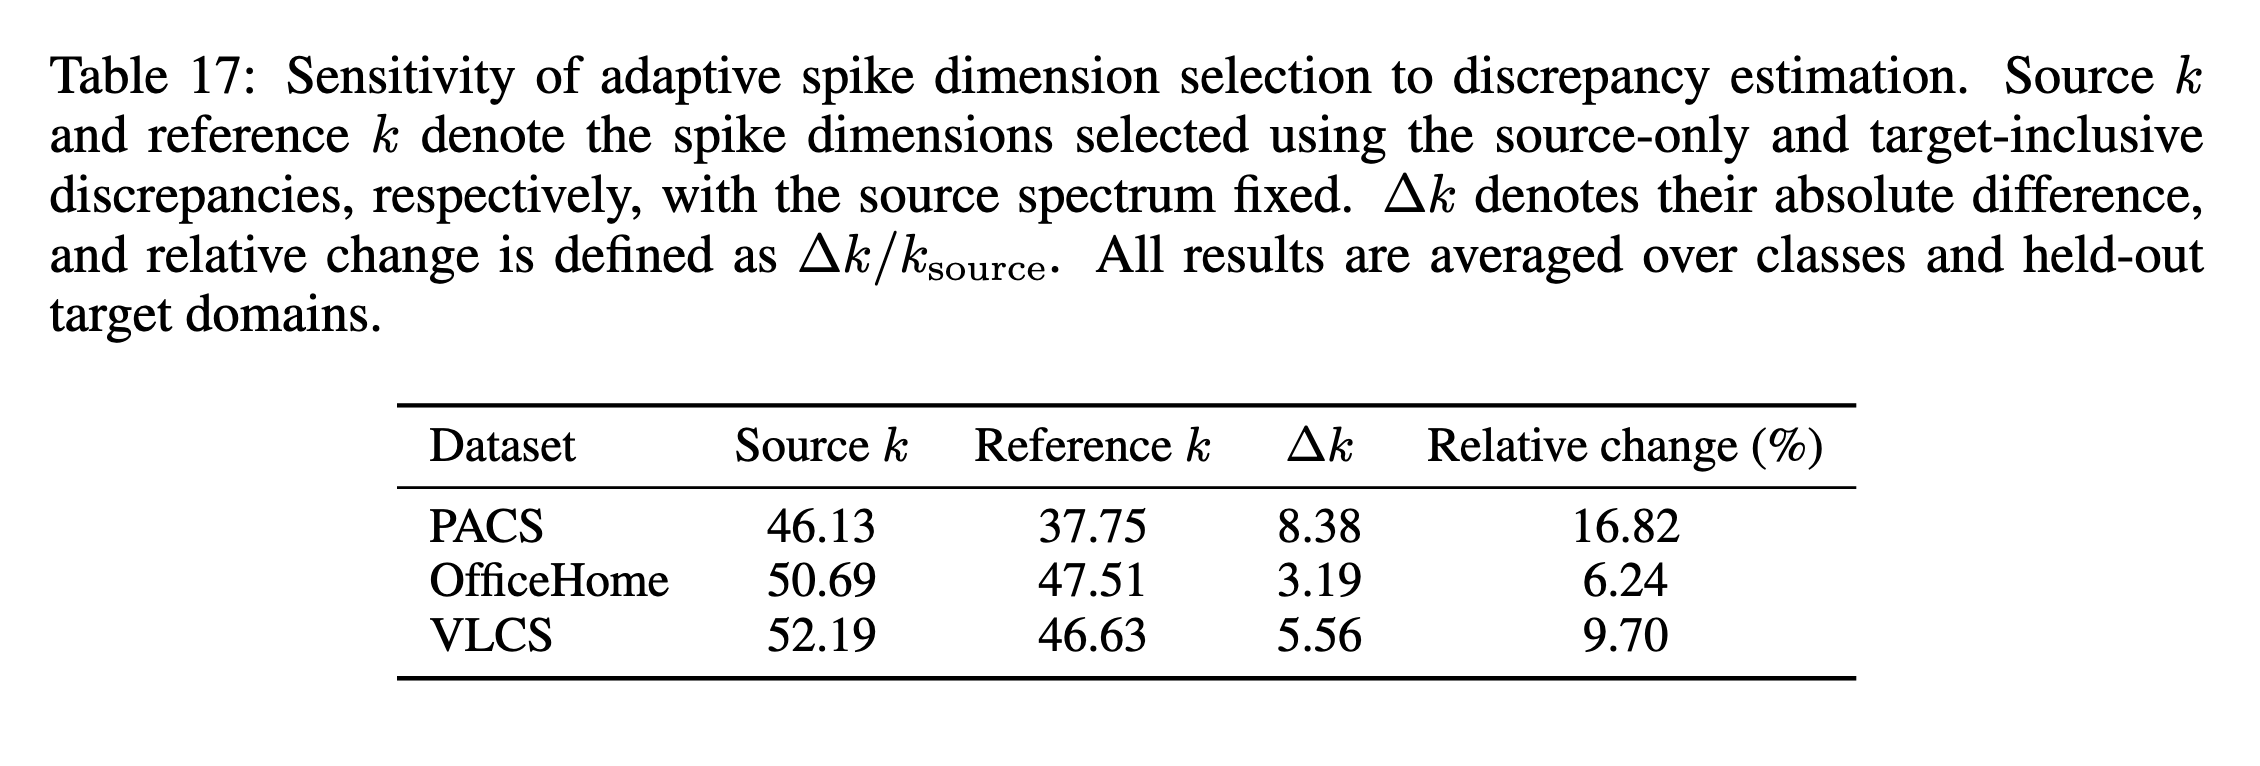 Table 17: Sensitivity of adaptive spike dimension selection to discrepancy estimation. Source k
and reference k denote the spike dimensions selected using the source-only and target-inclusive
discrepancies, respectively, with the source spectrum fixed. Δk denotes their absolute difference,
and relative change is defined as Δk/k_source. All results are averaged over classes and held-out
target domains.
Dataset Source k Reference k Δk Relative change (%)
PACS 46.13 37.75 8.38 16.82
OfficeHome 50.69 47.51 3.19 6.24
VLCS 52.19 46.63 5.56 9.70